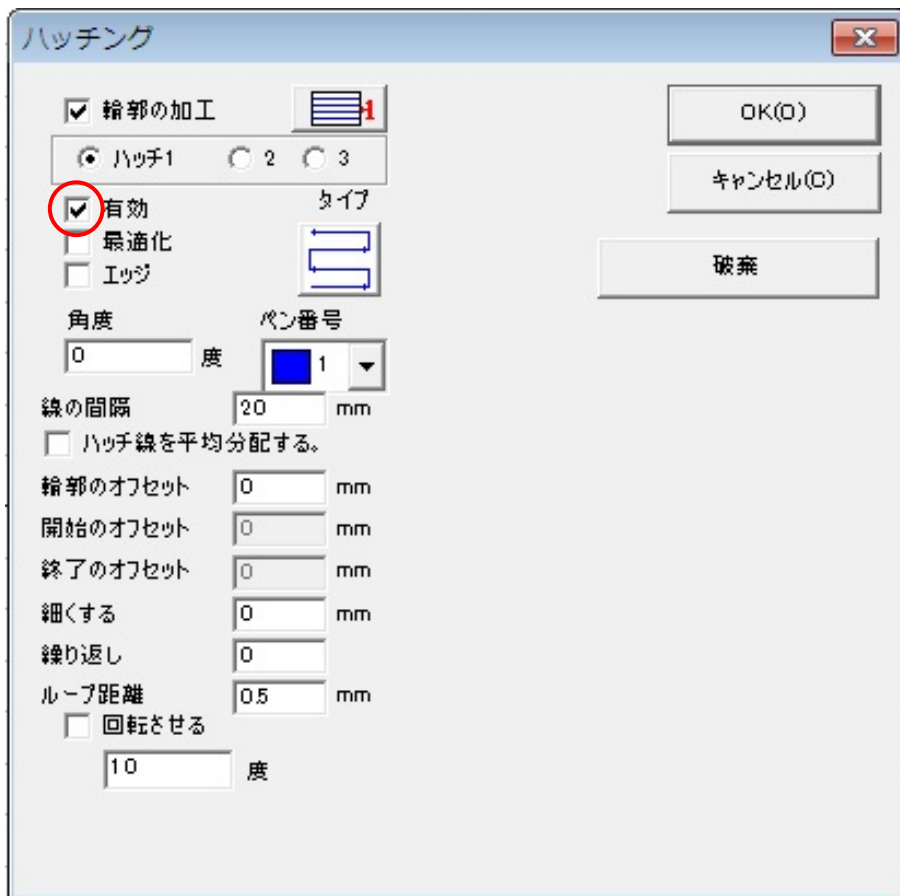 ハッチング
輪郭の加工
OK(O)
ハッチ1 2 3
キャンセル(C)
有効
タイプ
最適化
エッジ
破棄
角度 ペン番号
0 度 1
線の間隔 20 mm
ハッチ線を平均分配する。
輪郭のオフセット 0 mm
開始のオフセット 0 mm
終了のオフセット 0 mm
細くする 0 mm
繰り返し 0
ループ距離 0.5 mm
回転させる
10 度